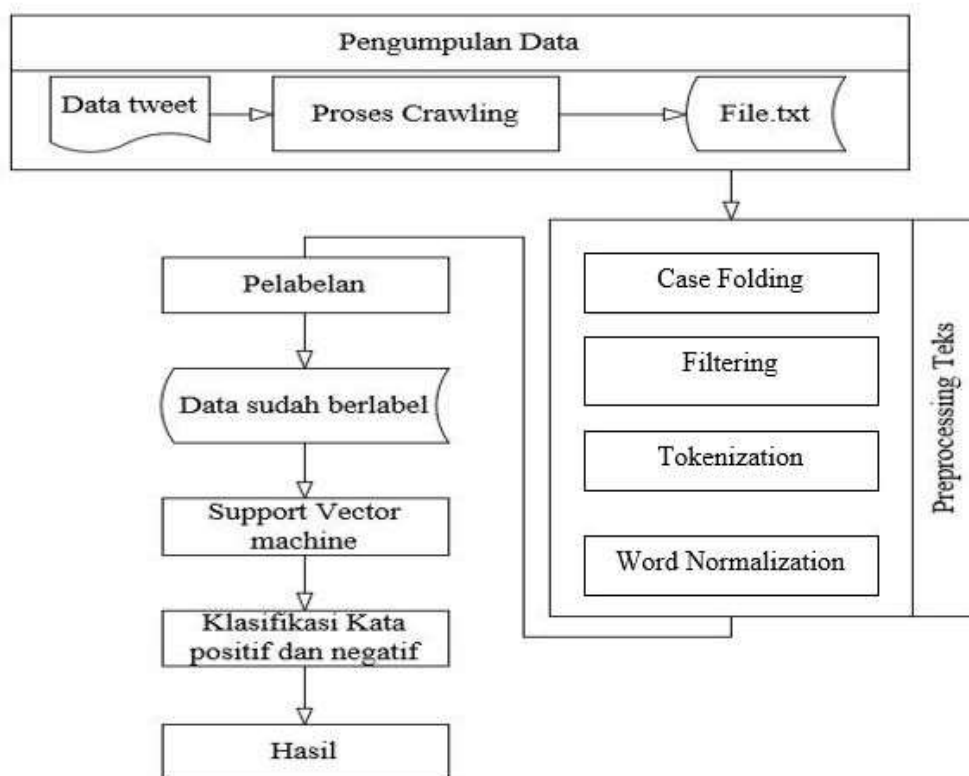 Pengumpulan Data
Data tweet
Proses Crawling
File.txt
Preprocessing Teks
Case Folding
Filtering
Tokenization
Word Normalization
Pelabelan
Data sudah berlabel
Support Vector
machine
Klasifikasi Kata
positif dan negatif
Hasil